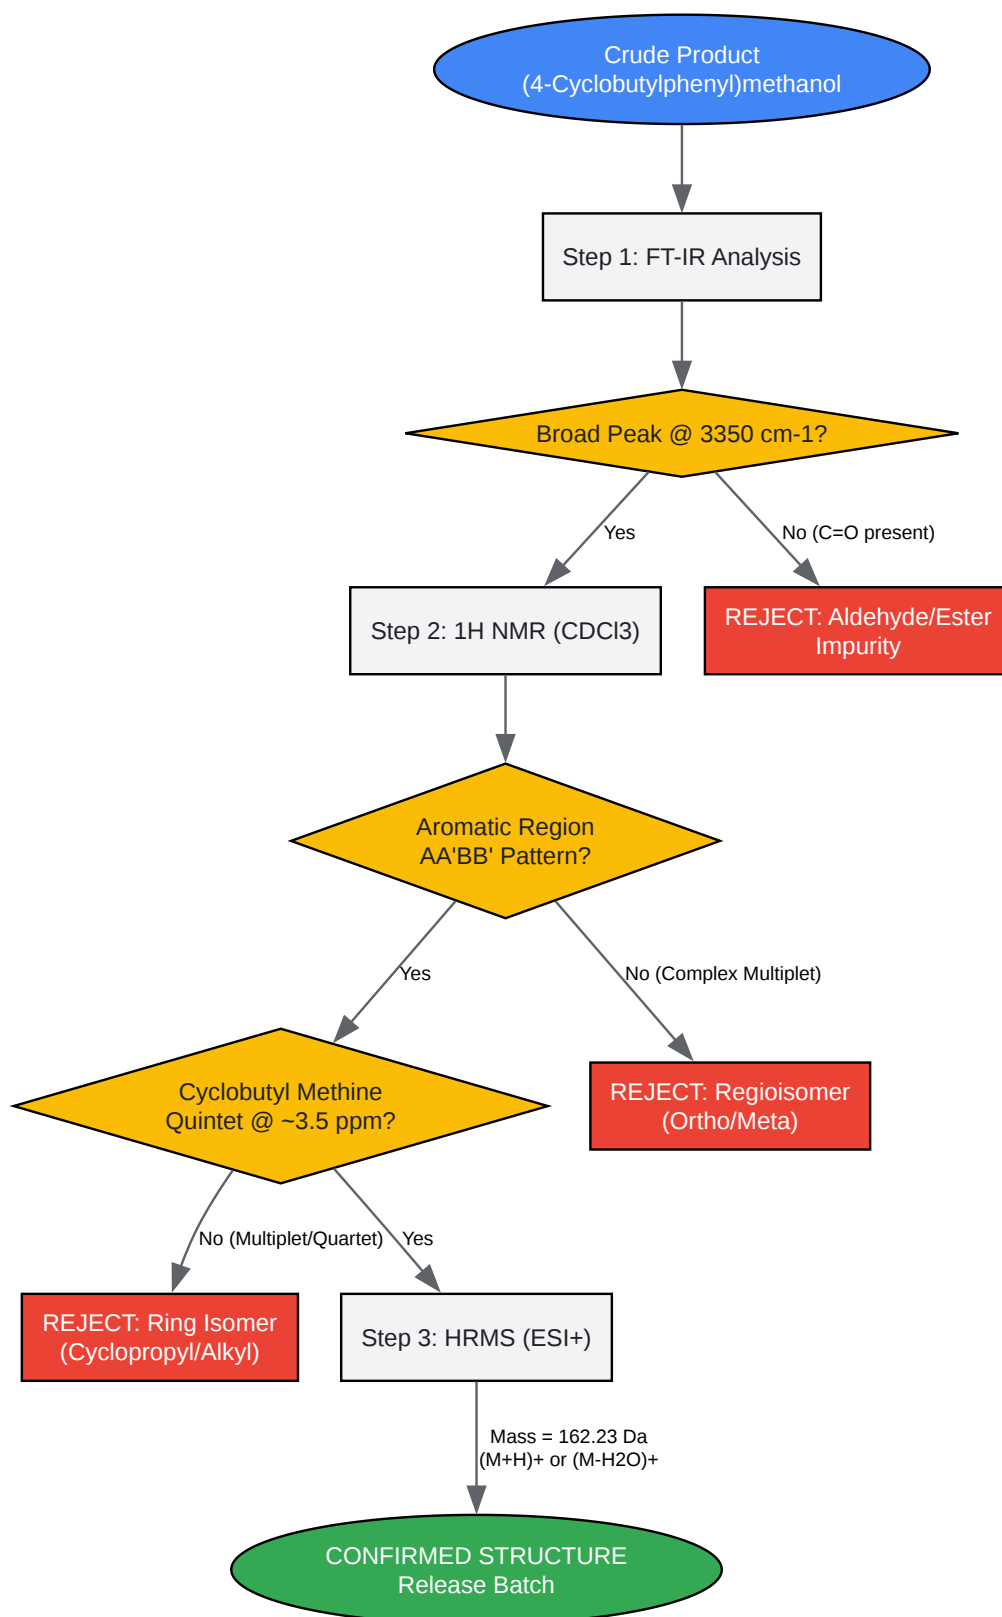 Crude Product
(4-Cyclobutylphenyl)methanol
Step 1: FT-IR Analysis
Broad Peak @ 3350 cm-1?
Yes
No (C=O present)
Step 2: 1H NMR (CDCl3)
REJECT: Aldehyde/Ester
Impurity
Aromatic Region
AA'BB' Pattern?
Yes
No (Complex Multiplet)
Cyclobutyl Methine
Quintet @ ~3.5 ppm?
REJECT: Regioisomer
(Ortho/Meta)
No (Multiplet/Quartet)
Yes
REJECT: Ring Isomer
(Cyclopropyl/Alkyl)
Step 3: HRMS (ESI+)
Mass = 162.23 Da
(M+H)+ or (M-H2O)+
CONFIRMED STRUCTURE
Release Batch